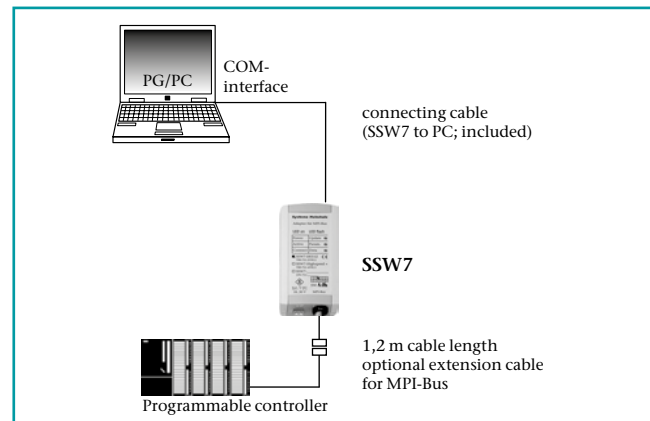 PG/PC
COM-
interface
connecting cable
(SSW7 to PC; included)
SSW7
1,2 m cable length
optional extension cable
for MPI-Bus
Programmable controller